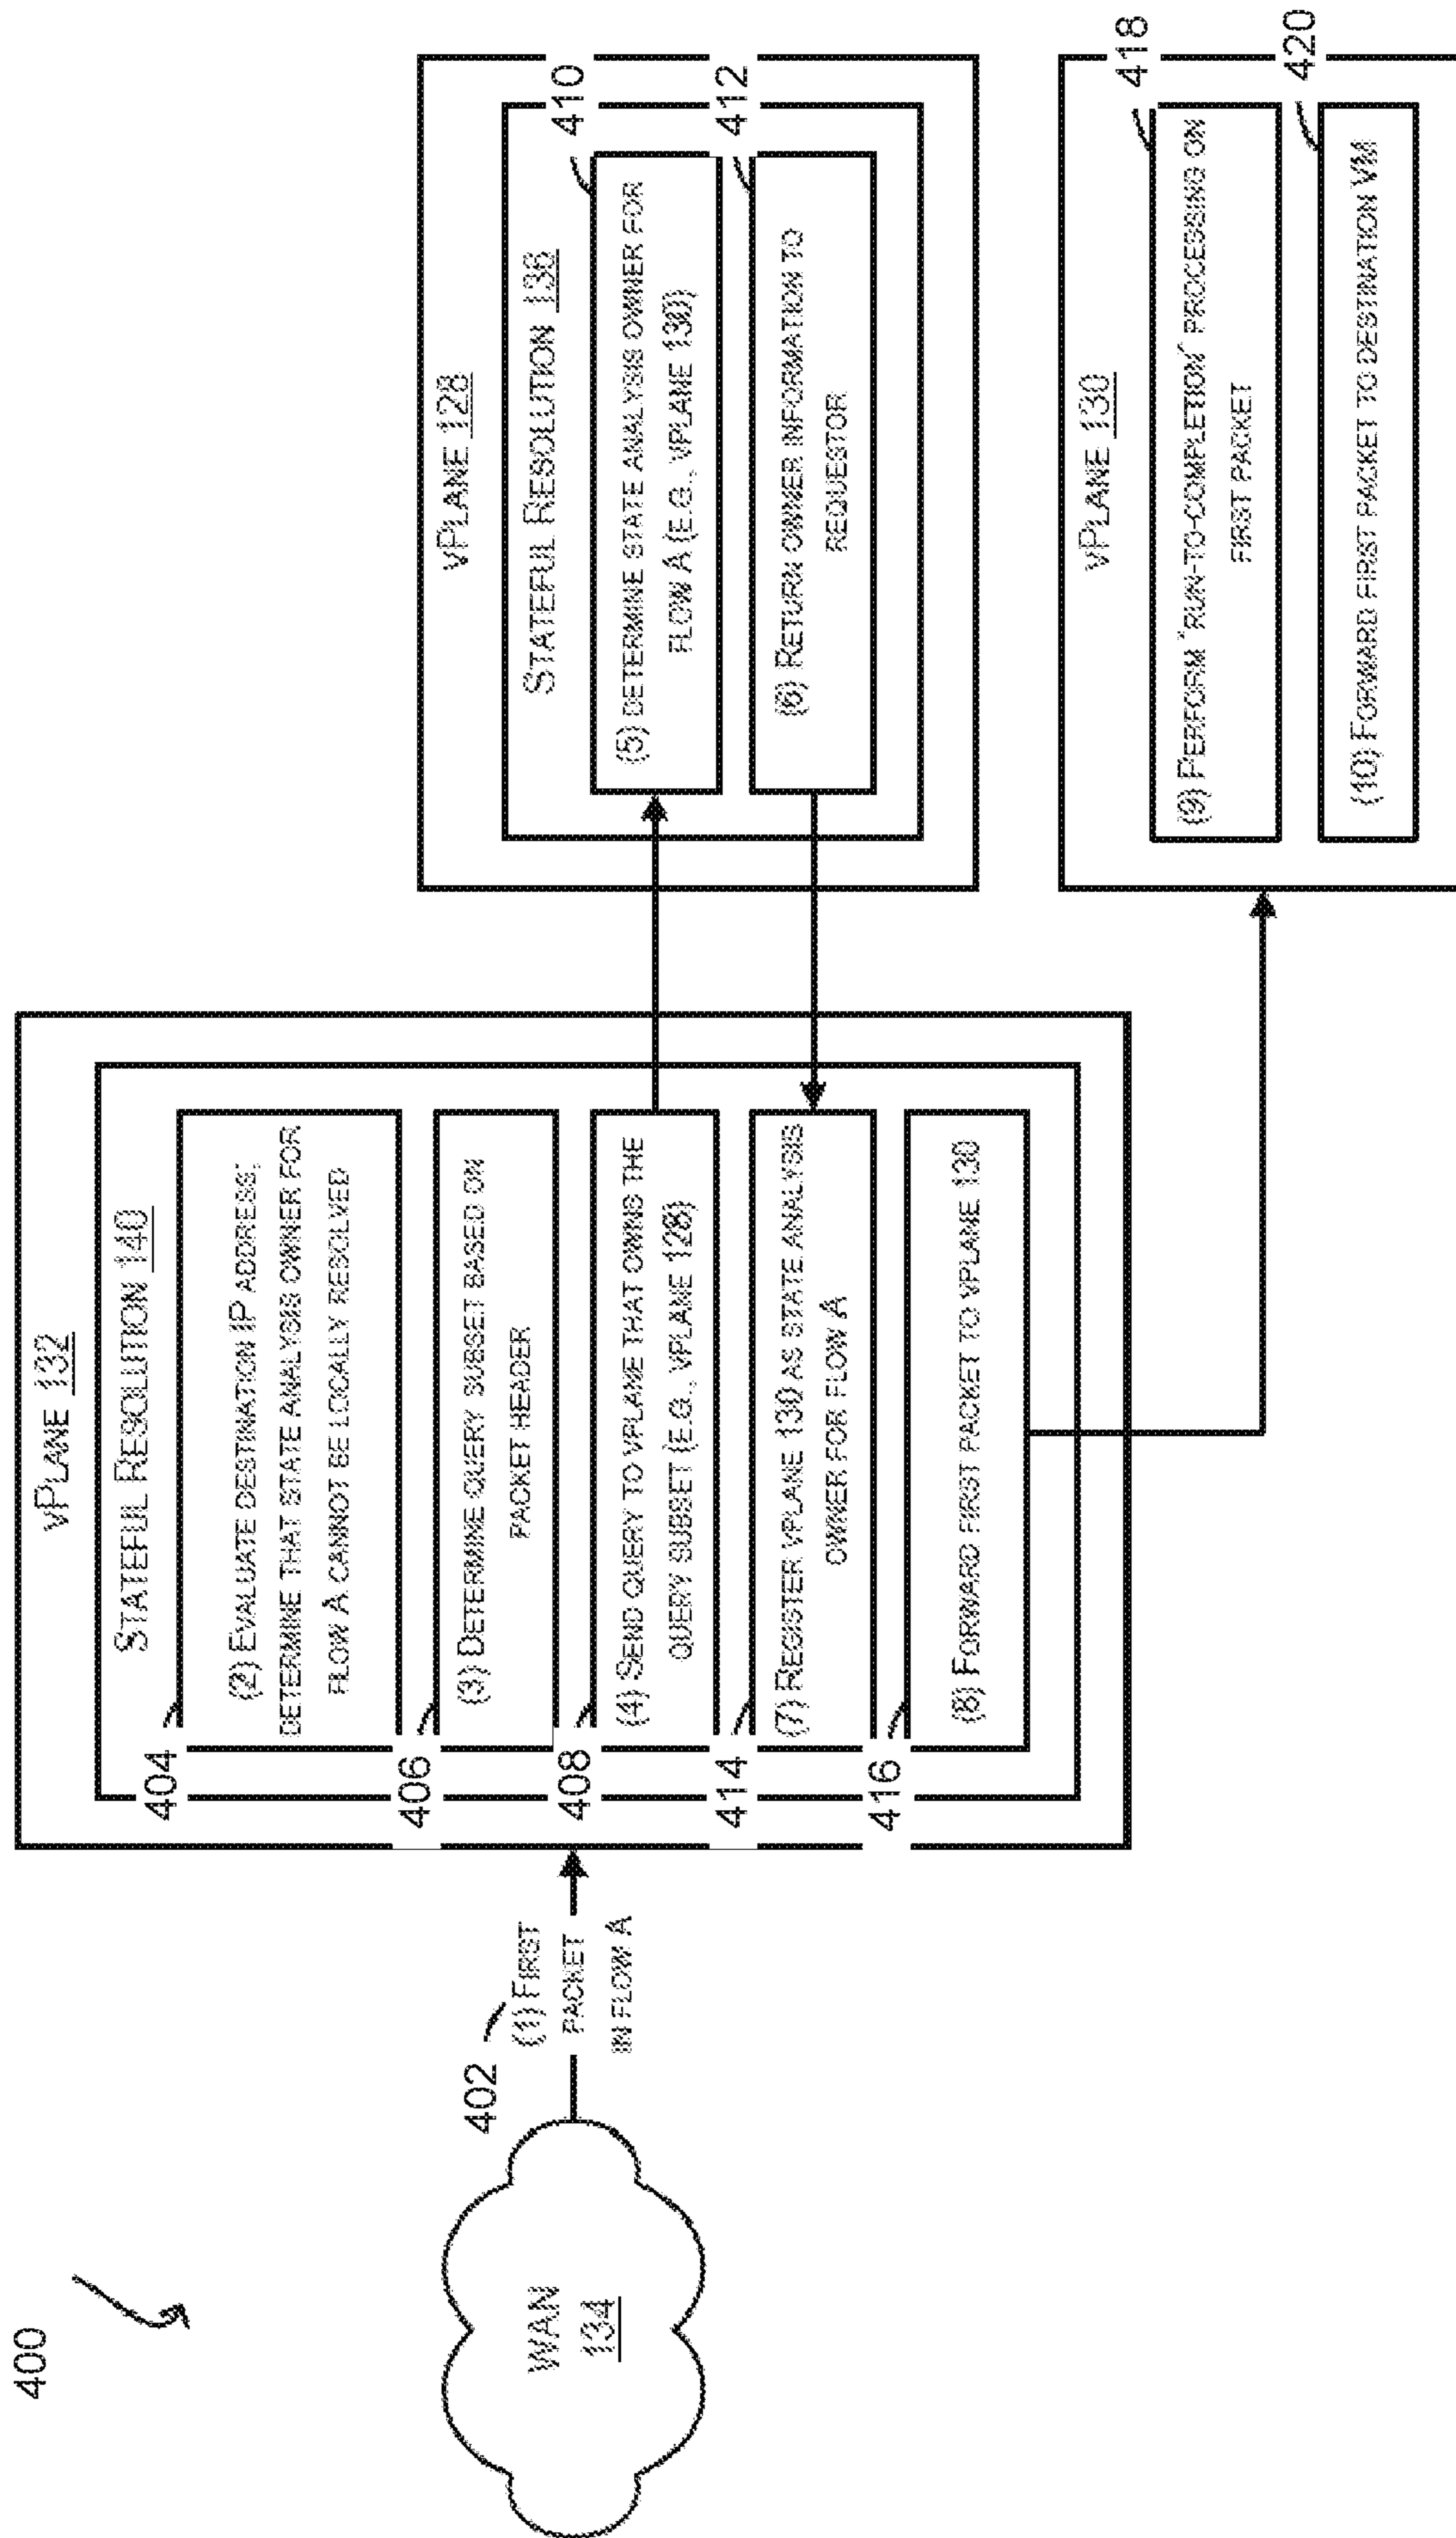 400
WAN
134
402
(1) FIRST
PACKET
IN FLOW A
vPLANE 132
STATEFUL RESOLUTION 140
404
(2) EVALUATE DESTINATION IP ADDRESS;
DETERMINE THAT STATE ANALYSIS OWNER FOR
FLOW A CANNOT BE LOCALLY RESOLVED
406
(3) DETERMINE QUERY SUBSET BASED ON
PACKET HEADER
408
(4) SEND QUERY TO VPLANE THAT OWNS THE
QUERY SUBSET (E.G., VPLANE 128)
414
(7) REGISTER VPLANE 130 AS STATE ANALYSIS
OWNER FOR FLOW A
416
(8) FORWARD FIRST PACKET TO VPLANE 130
vPLANE 128
STATEFUL RESOLUTION 136
410
(5) DETERMINE STATE ANALYSIS OWNER FOR
FLOW A (E.G., VPLANE 130)
412
(6) RETURN OWNER INFORMATION TO
REQUESTOR
vPLANE 130
418
(9) PERFORM "RUN-TO-COMPLETION" PROCESSING ON
FIRST PACKET
420
(10) FORWARD FIRST PACKET TO DESTINATION VM